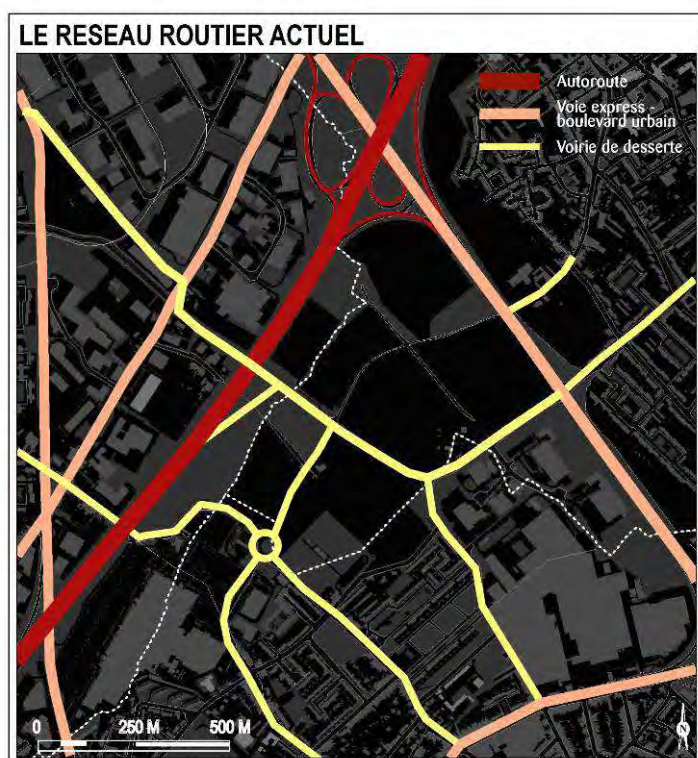 LE RESEAU ROUTIER ACTUEL
Autoroute
Voie express -
boulevard urbain
Voirie de desserte
0 250 M 500 M
N